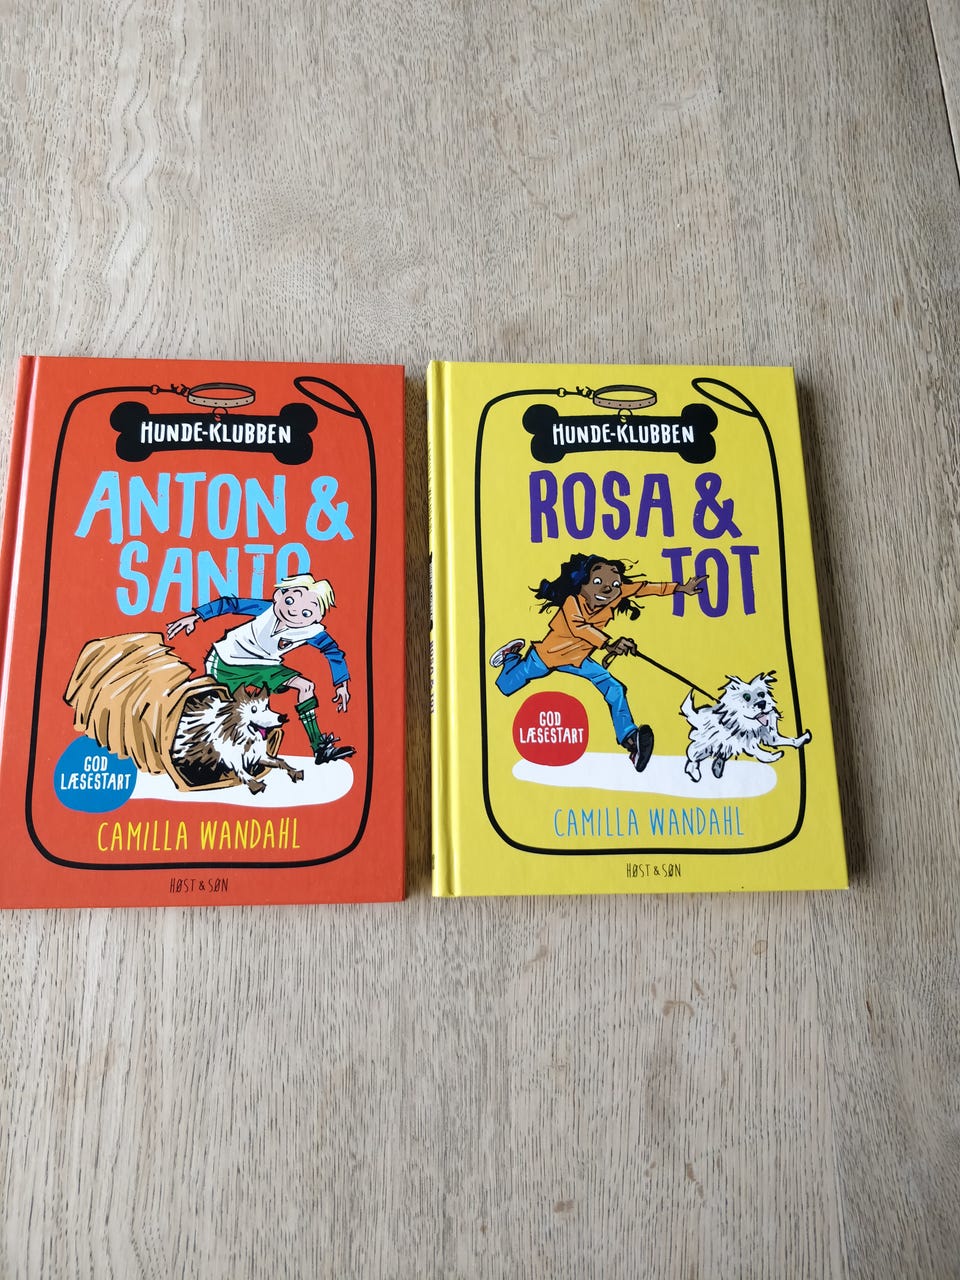 HUNDE-KLUBBEN
ANTON &
SANTO
GOD
LÆSESTART
CAMILLA WANDAHL
HØST & SØN
HUNDE-KLUBBEN
ROSA &
TOT
GOD
LÆSESTART
CAMILLA WANDAHL
HØST & SØN